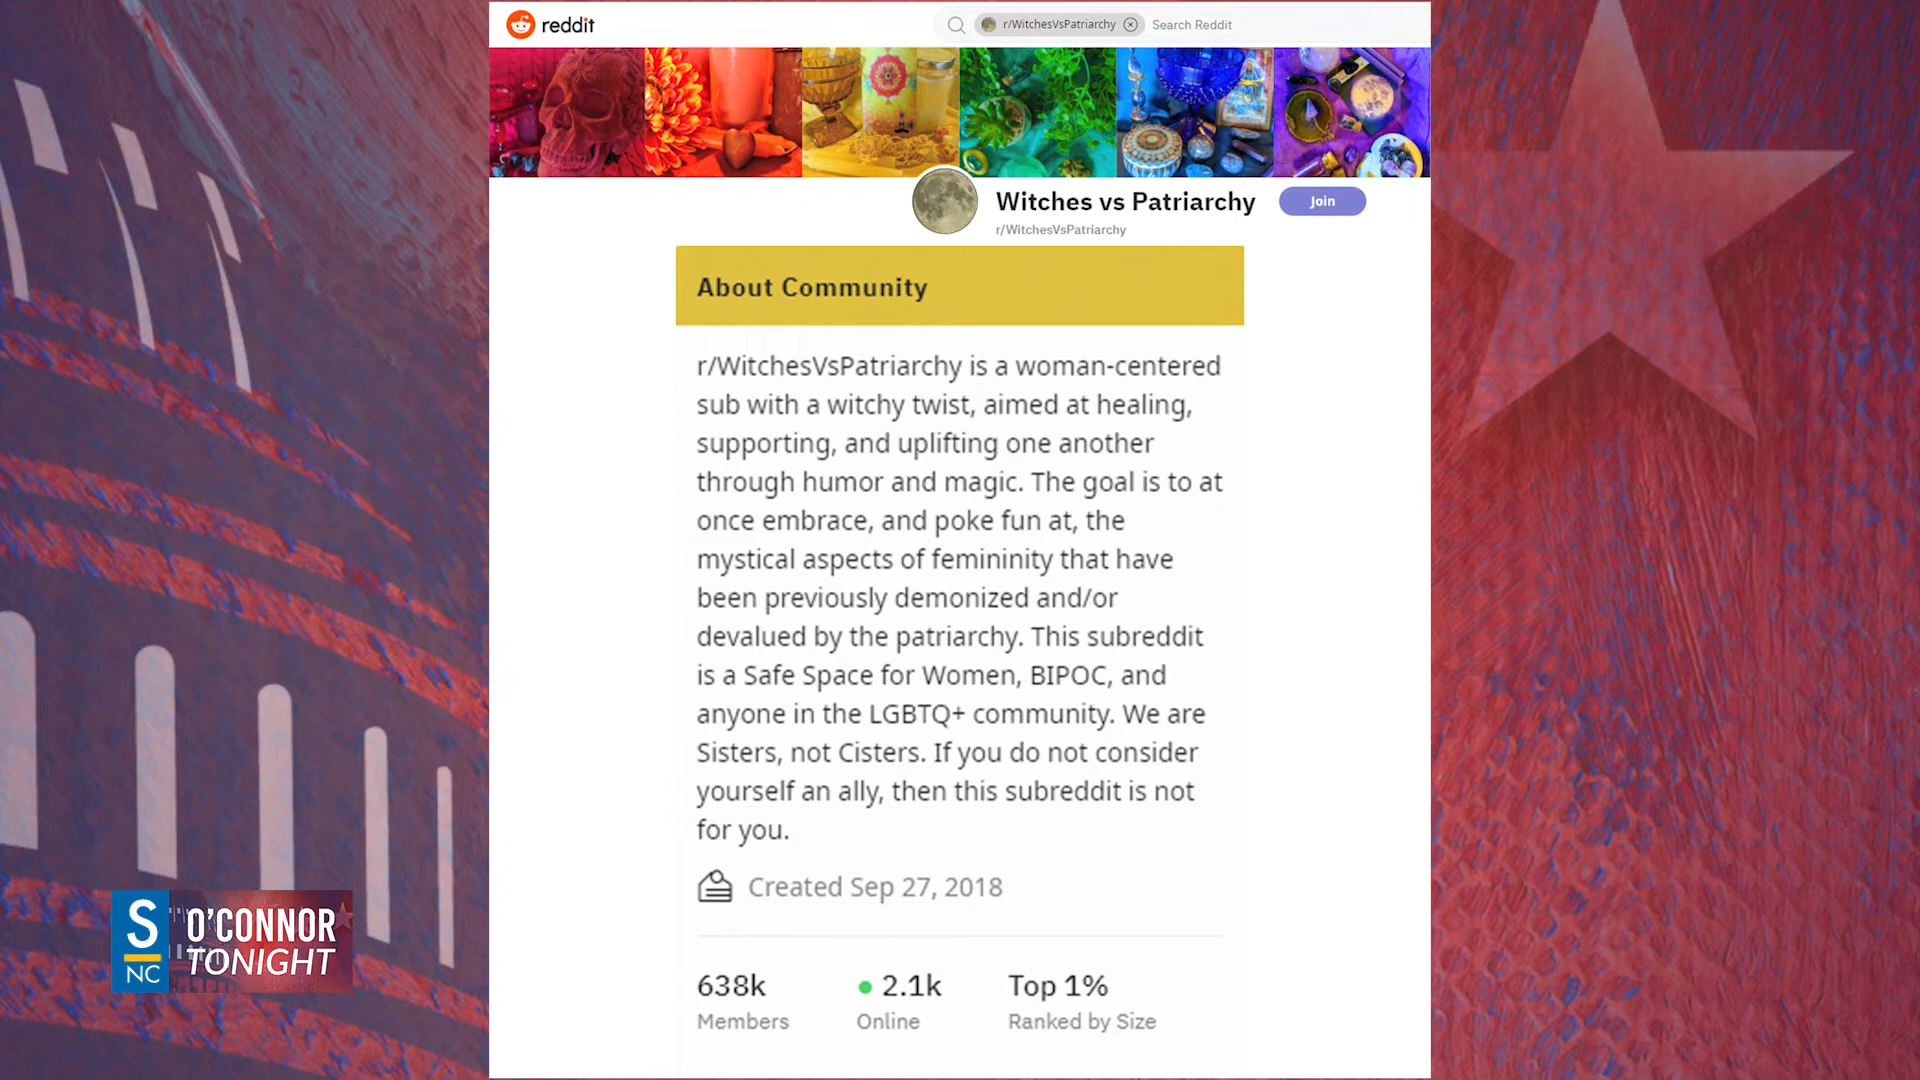 reddit
r/WitchesVsPatriarchy
Search Reddit
Witches vs Patriarchy
Join
r/WitchesVsPatriarchy
About Community
r/WitchesVsPatriarchy is a woman-centered
sub with a witchy twist, aimed at healing,
supporting, and uplifting one another
through humor and magic. The goal is to at
once embrace, and poke fun at, the
mystical aspects of femininity that have
been previously demonized and/or
devalued by the patriarchy. This subreddit
is a Safe Space for Women, BIPOC, and
anyone in the LGBTQ+ community. We are
Sisters, not Cisters. If you do not consider
yourself an ally, then this subreddit is not
for you.
Created Sep 27, 2018
638k
Members
2.1k
Online
Top 1%
Ranked by Size
S
NC
O'CONNOR
TONIGHT